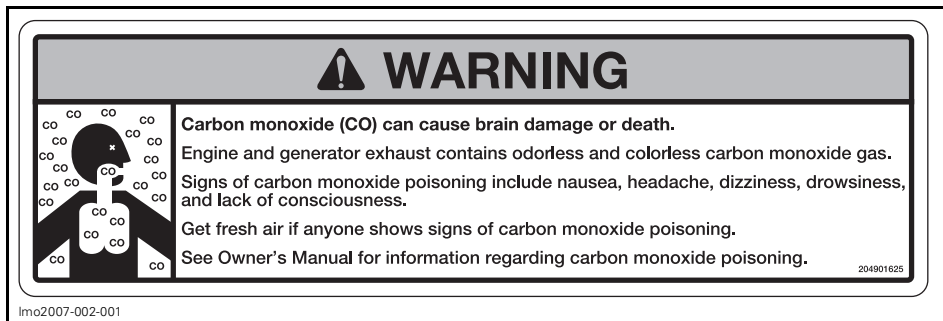 WARNING
CO CO CO
CO CO
CO CO
CO CO
CO
CO CO CO
CO CO
CO
CO CO
CO
CO CO
CO CO
Carbon monoxide (CO) can cause brain damage or death.
Engine and generator exhaust contains odorless and colorless carbon monoxide gas.
Signs of carbon monoxide poisoning include nausea, headache, dizziness, drowsiness,
and lack of consciousness.
Get fresh air if anyone shows signs of carbon monoxide poisoning.
See Owner's Manual for information regarding carbon monoxide poisoning.
204901625
lmo2007-002-001